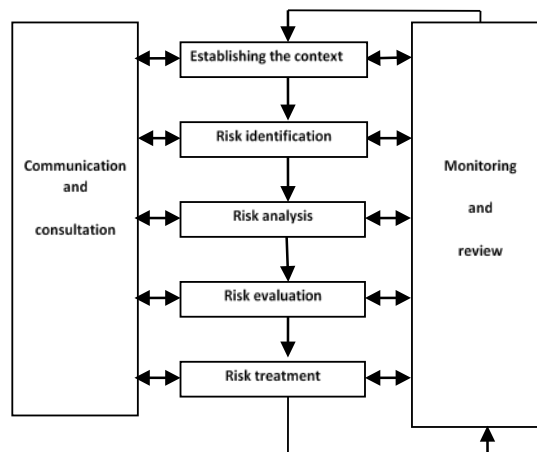 Establishing the context
Risk identification
Communication
and
consultation
Monitoring
and
review
Risk analysis
Risk evaluation
Risk treatment